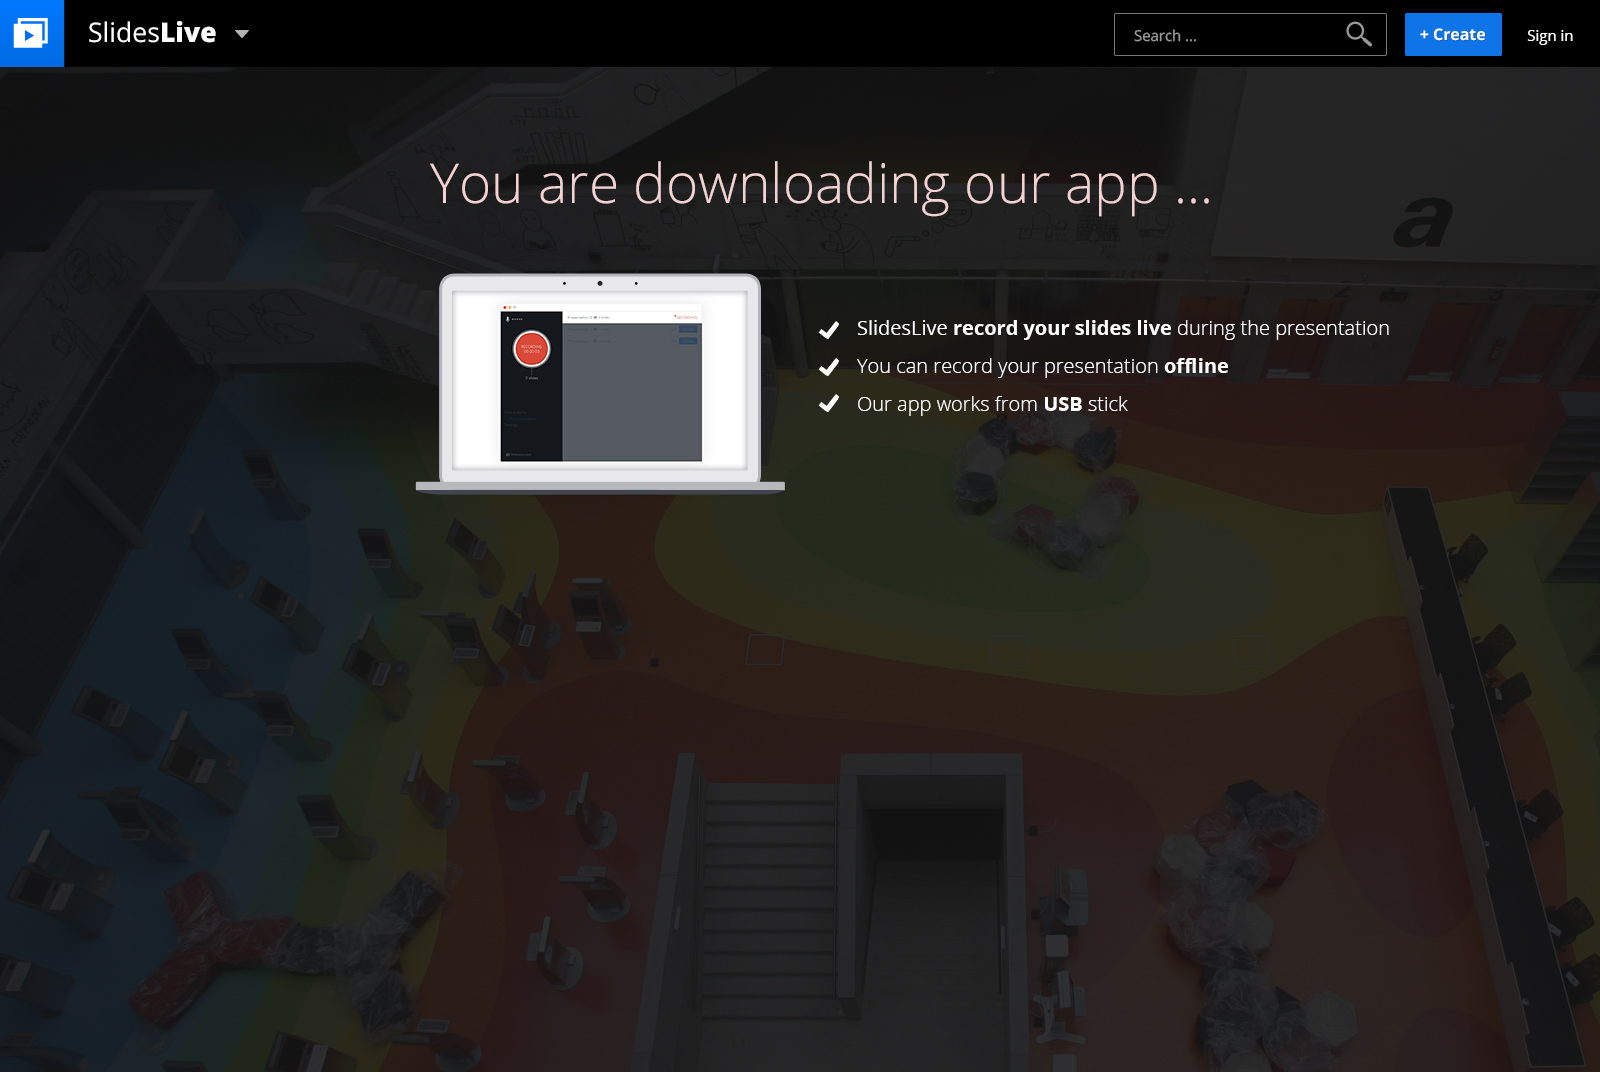 SlidesLive
Search ...
+ Create
Sign in
You are downloading our app ...
a
RECORDING
SlidesLive record your slides live during the presentation
You can record your presentation offline
Our app works from USB stick